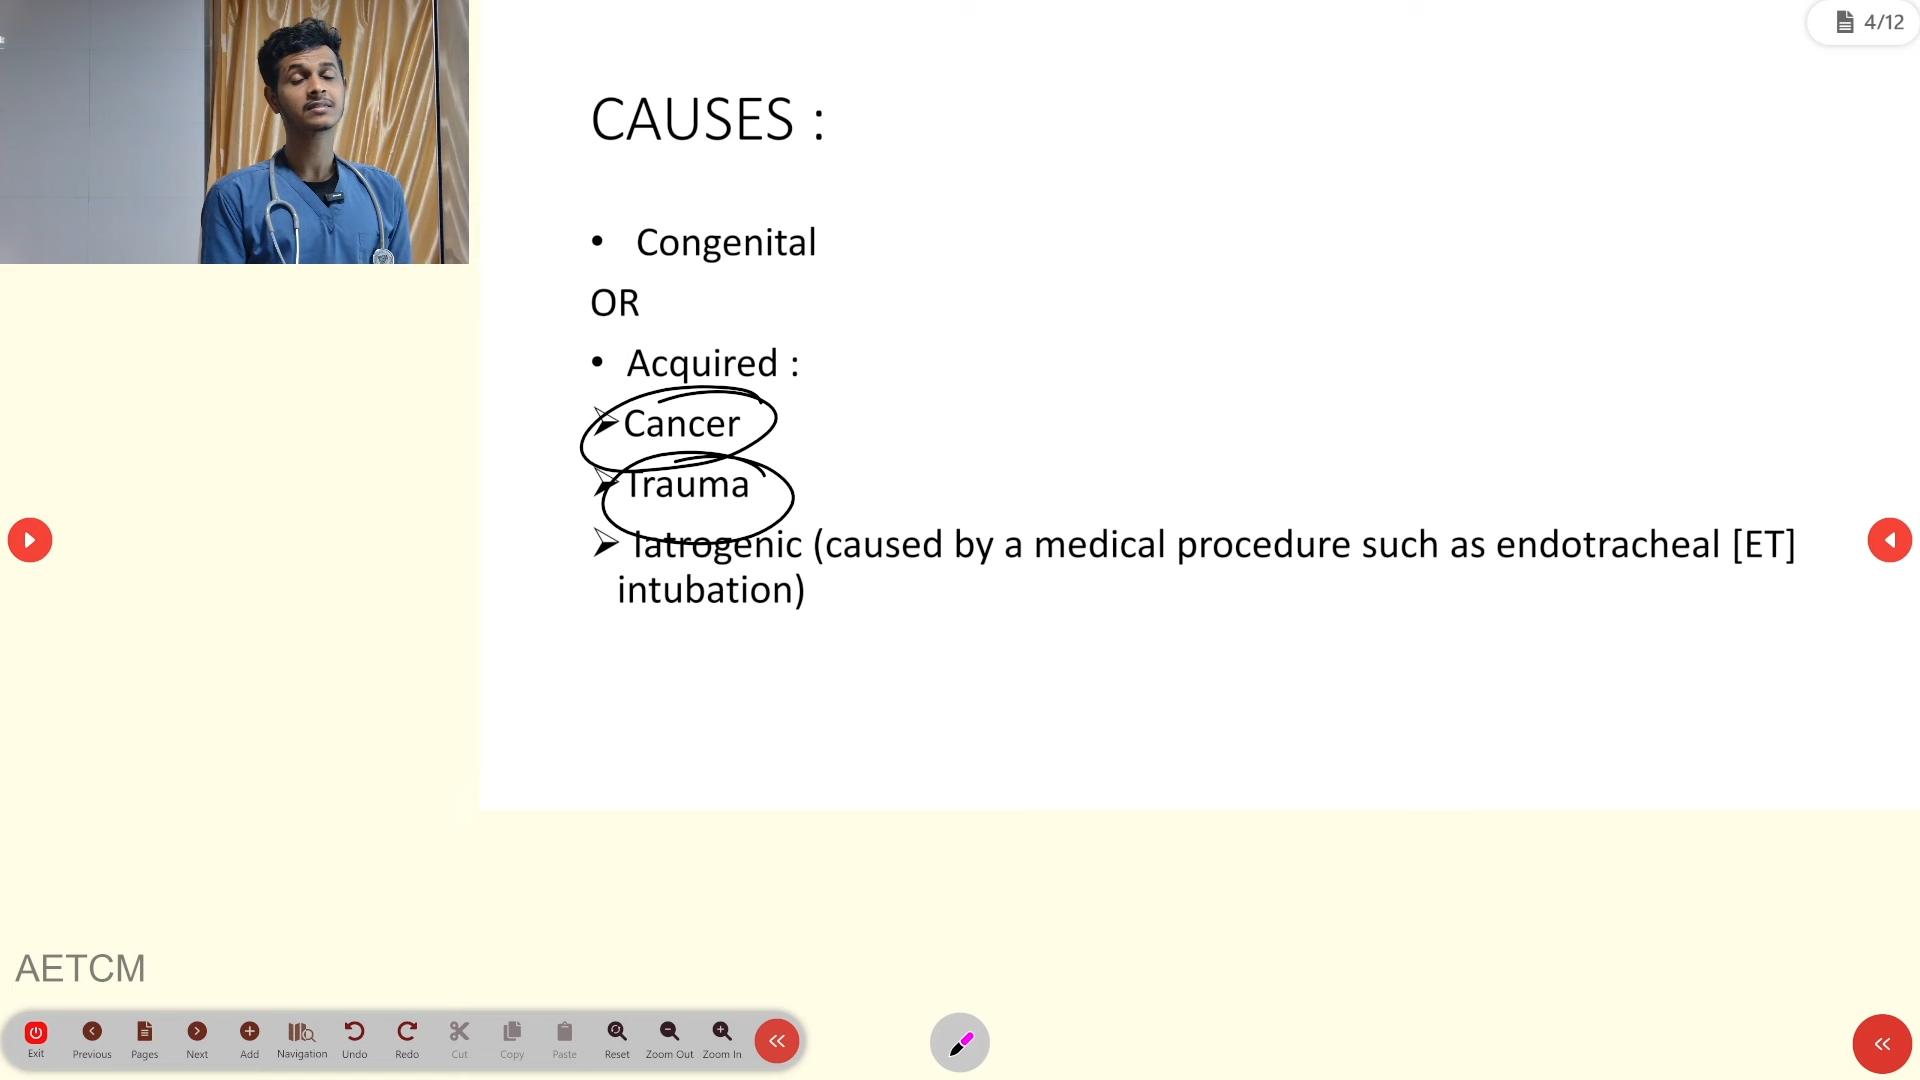 4/12
CAUSES :
• Congenital
OR
• Acquired :
➢ Cancer
➢ Trauma
➢ Iatrogenic (caused by a medical procedure such as endotracheal [ET]
intubation)
AETCM
Exit Previous Pages Next Add Navigation Undo Redo Cut Copy Paste Reset Zoom Out Zoom In